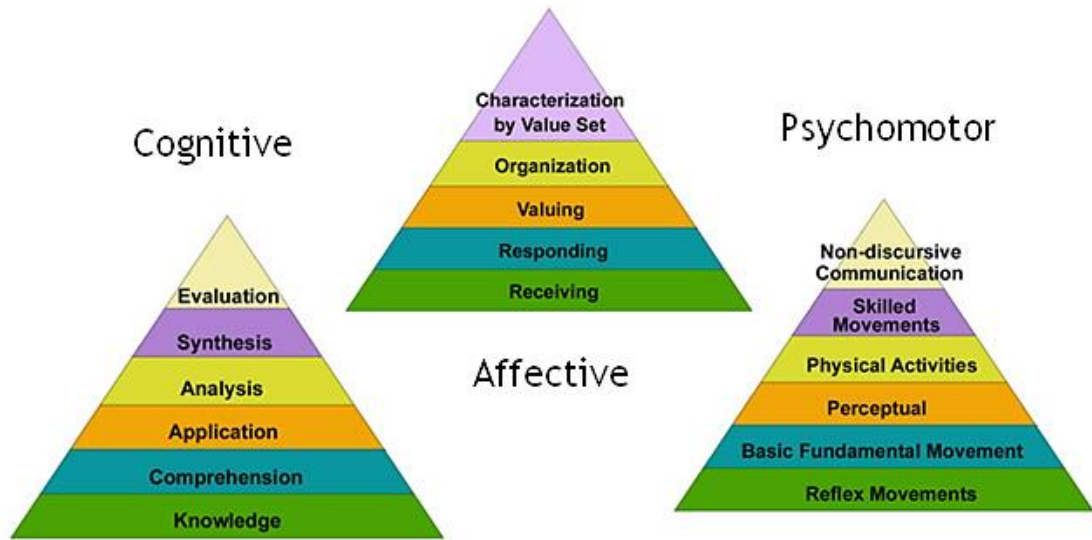 Cognitive
Evaluation
Synthesis
Analysis
Application
Comprehension
Knowledge
Characterization
by Value Set
Organization
Valuing
Responding
Receiving
Affective
Psychomotor
Non-discursive
Communication
Skilled
Movements
Physical Activities
Perceptual
Basic Fundamental Movement
Reflex Movements